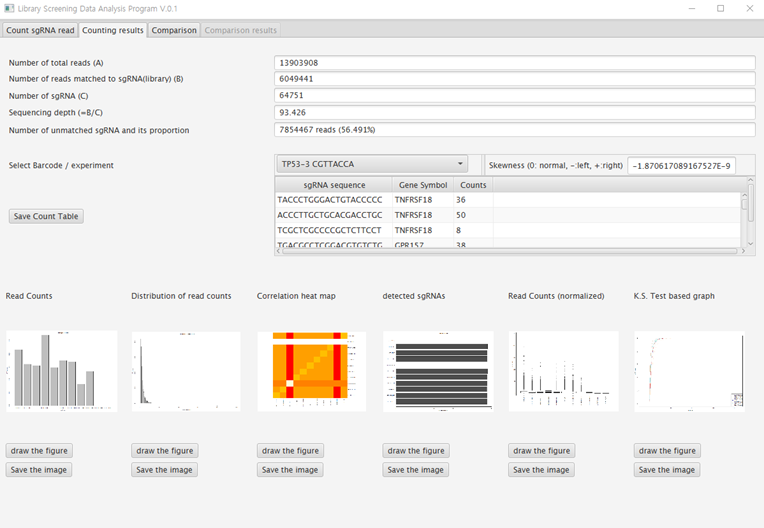 Library Screening Data Analysis Program V.0.1
Count sgRNA read Counting results Comparison Comparison results
Number of total reads (A) 13903908
Number of reads matched to sgRNA(library) (B) 6049441
Number of sgRNA (C) 64751
Sequencing depth (=B/C) 93.426
Number of unmatched sgRNA and its proportion 7854467 reads (56.491%)
Select Barcode / experiment TP53-3 CGTTACCA Skewness (0: normal, -:left, +:right) -1.870617089167527E-9
sgRNA sequence Gene Symbol Counts
TACCCTGGGACTGTACCCCC TNFRSF18 36
ACCCTTGCTGCACGACCTGC TNFRSF18 50
Save Count Table
TCGCTCGCCCCGCTCTTCCT TNFRSF18 8
TGACGCCTCGGACGTGTCTG GPR157 38
Read Counts Distribution of read counts Correlation heat map detected sgRNAs Read Counts (normalized) K.S. Test based graph
draw the figure draw the figure draw the figure draw the figure draw the figure draw the figure
Save the image Save the image Save the image Save the image Save the image Save the image